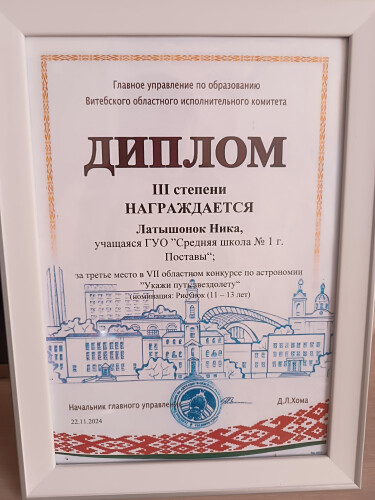 Главное управление по образованию
Витебского областного исполнительного комитета
ДИПЛОМ
III степени
НАГРАЖДАЕТСЯ
Латышонок Ника,
учащаяся ГУО "Средняя школа № 1 г.
Поставы";
за третье место в VII областном конкурсе по астрономии
"Укажи путь звездолету"
(номинация: Рисунок (11 – 13 лет)
Начальник главного управления
Д.Л.Хома
22.11.2024